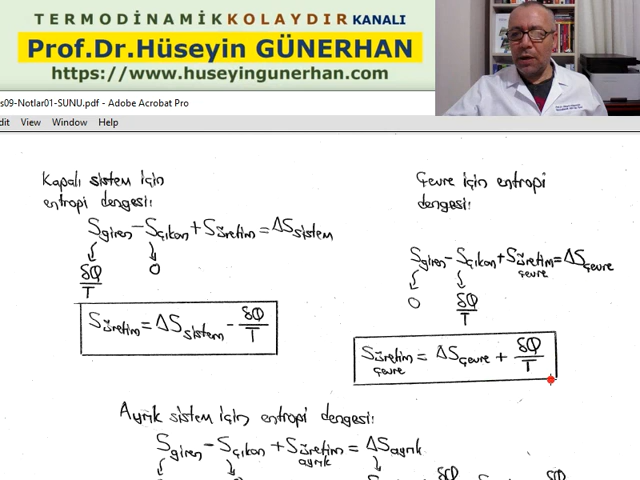 TERMODİNAMİKKOLAYDIR KANALI
Prof.Dr.Hüseyin GÜNERHAN
https://www.huseyingunerhan.com
s09-Notlar01-SUNU.pdf - Adobe Acrobat Pro
dit View Window Help
Kapalı sistem için
entropi dengesi:
Sgiren - Sçıkan + Süretim = ΔSsistem
δQ/T 0
Süretim = ΔSsistem - δQ/T
Çevre için entropi
dengesi:
Sgiren - Sçıkan + Süretim çevre = ΔSçevre
0 δQ/T
Süretim çevre = ΔSçevre + δQ/T
Ayrık sistem için entropi dengesi:
Sgiren - Sçıkan + Süretim ayrık = ΔSayrık